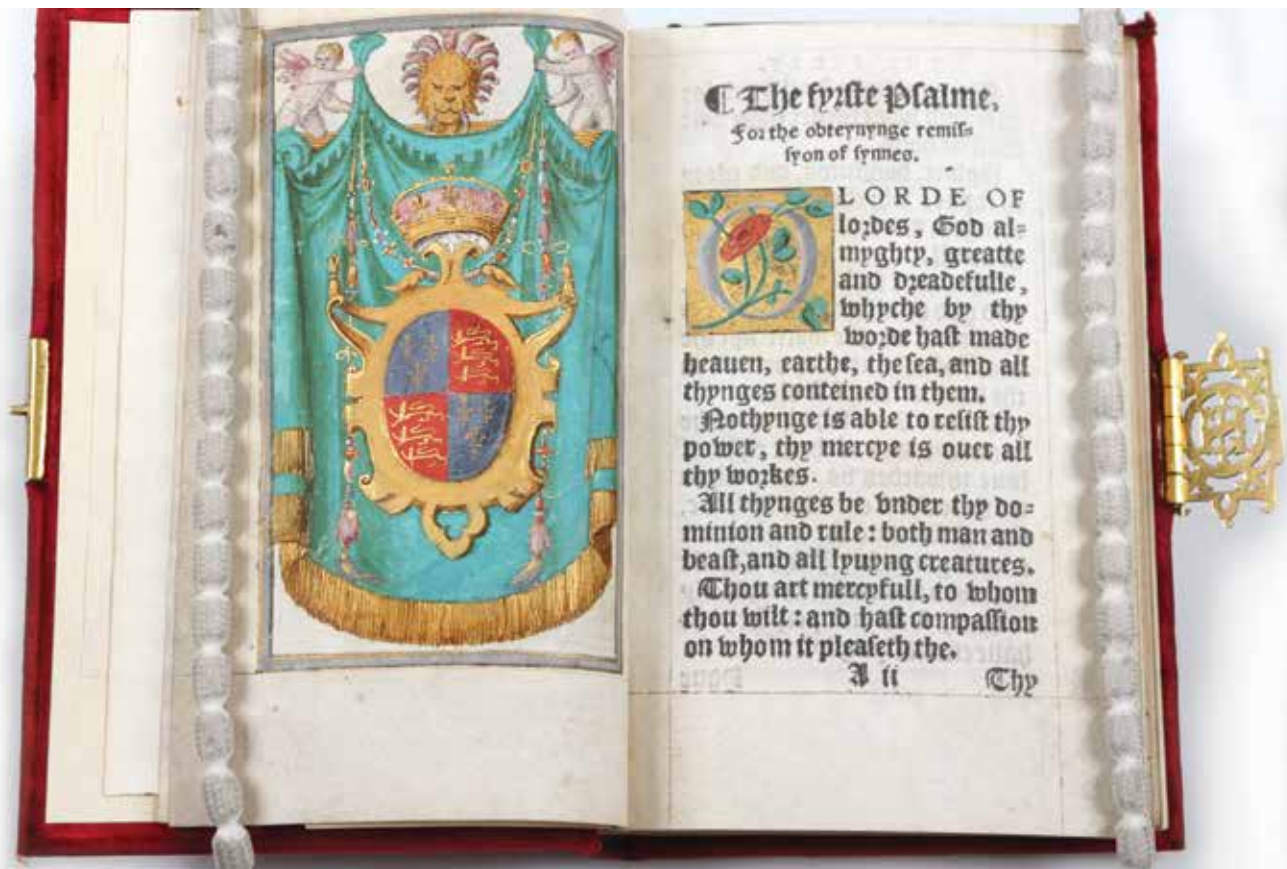 ¶ The fyrste Psalme,
For the obteynynge remis-
syon of synnes.
O LORDE OF
lordes, God al=
myghty, greatte
and dreadefulle,
whyche by thy
worde hast made
heauen, earthe, the sea, and all
thynges conteined in them.
Nothynge is able to resist thy
power, thy mercye is ouer all
thy workes.
All thynges be vnder thy do=
minion and rule: both man and
beast, and all lyuyng creatures.
Thou art mercyfull, to whom
thou wilt: and hast compassion
on whom it pleaseth the.
A ii Thy